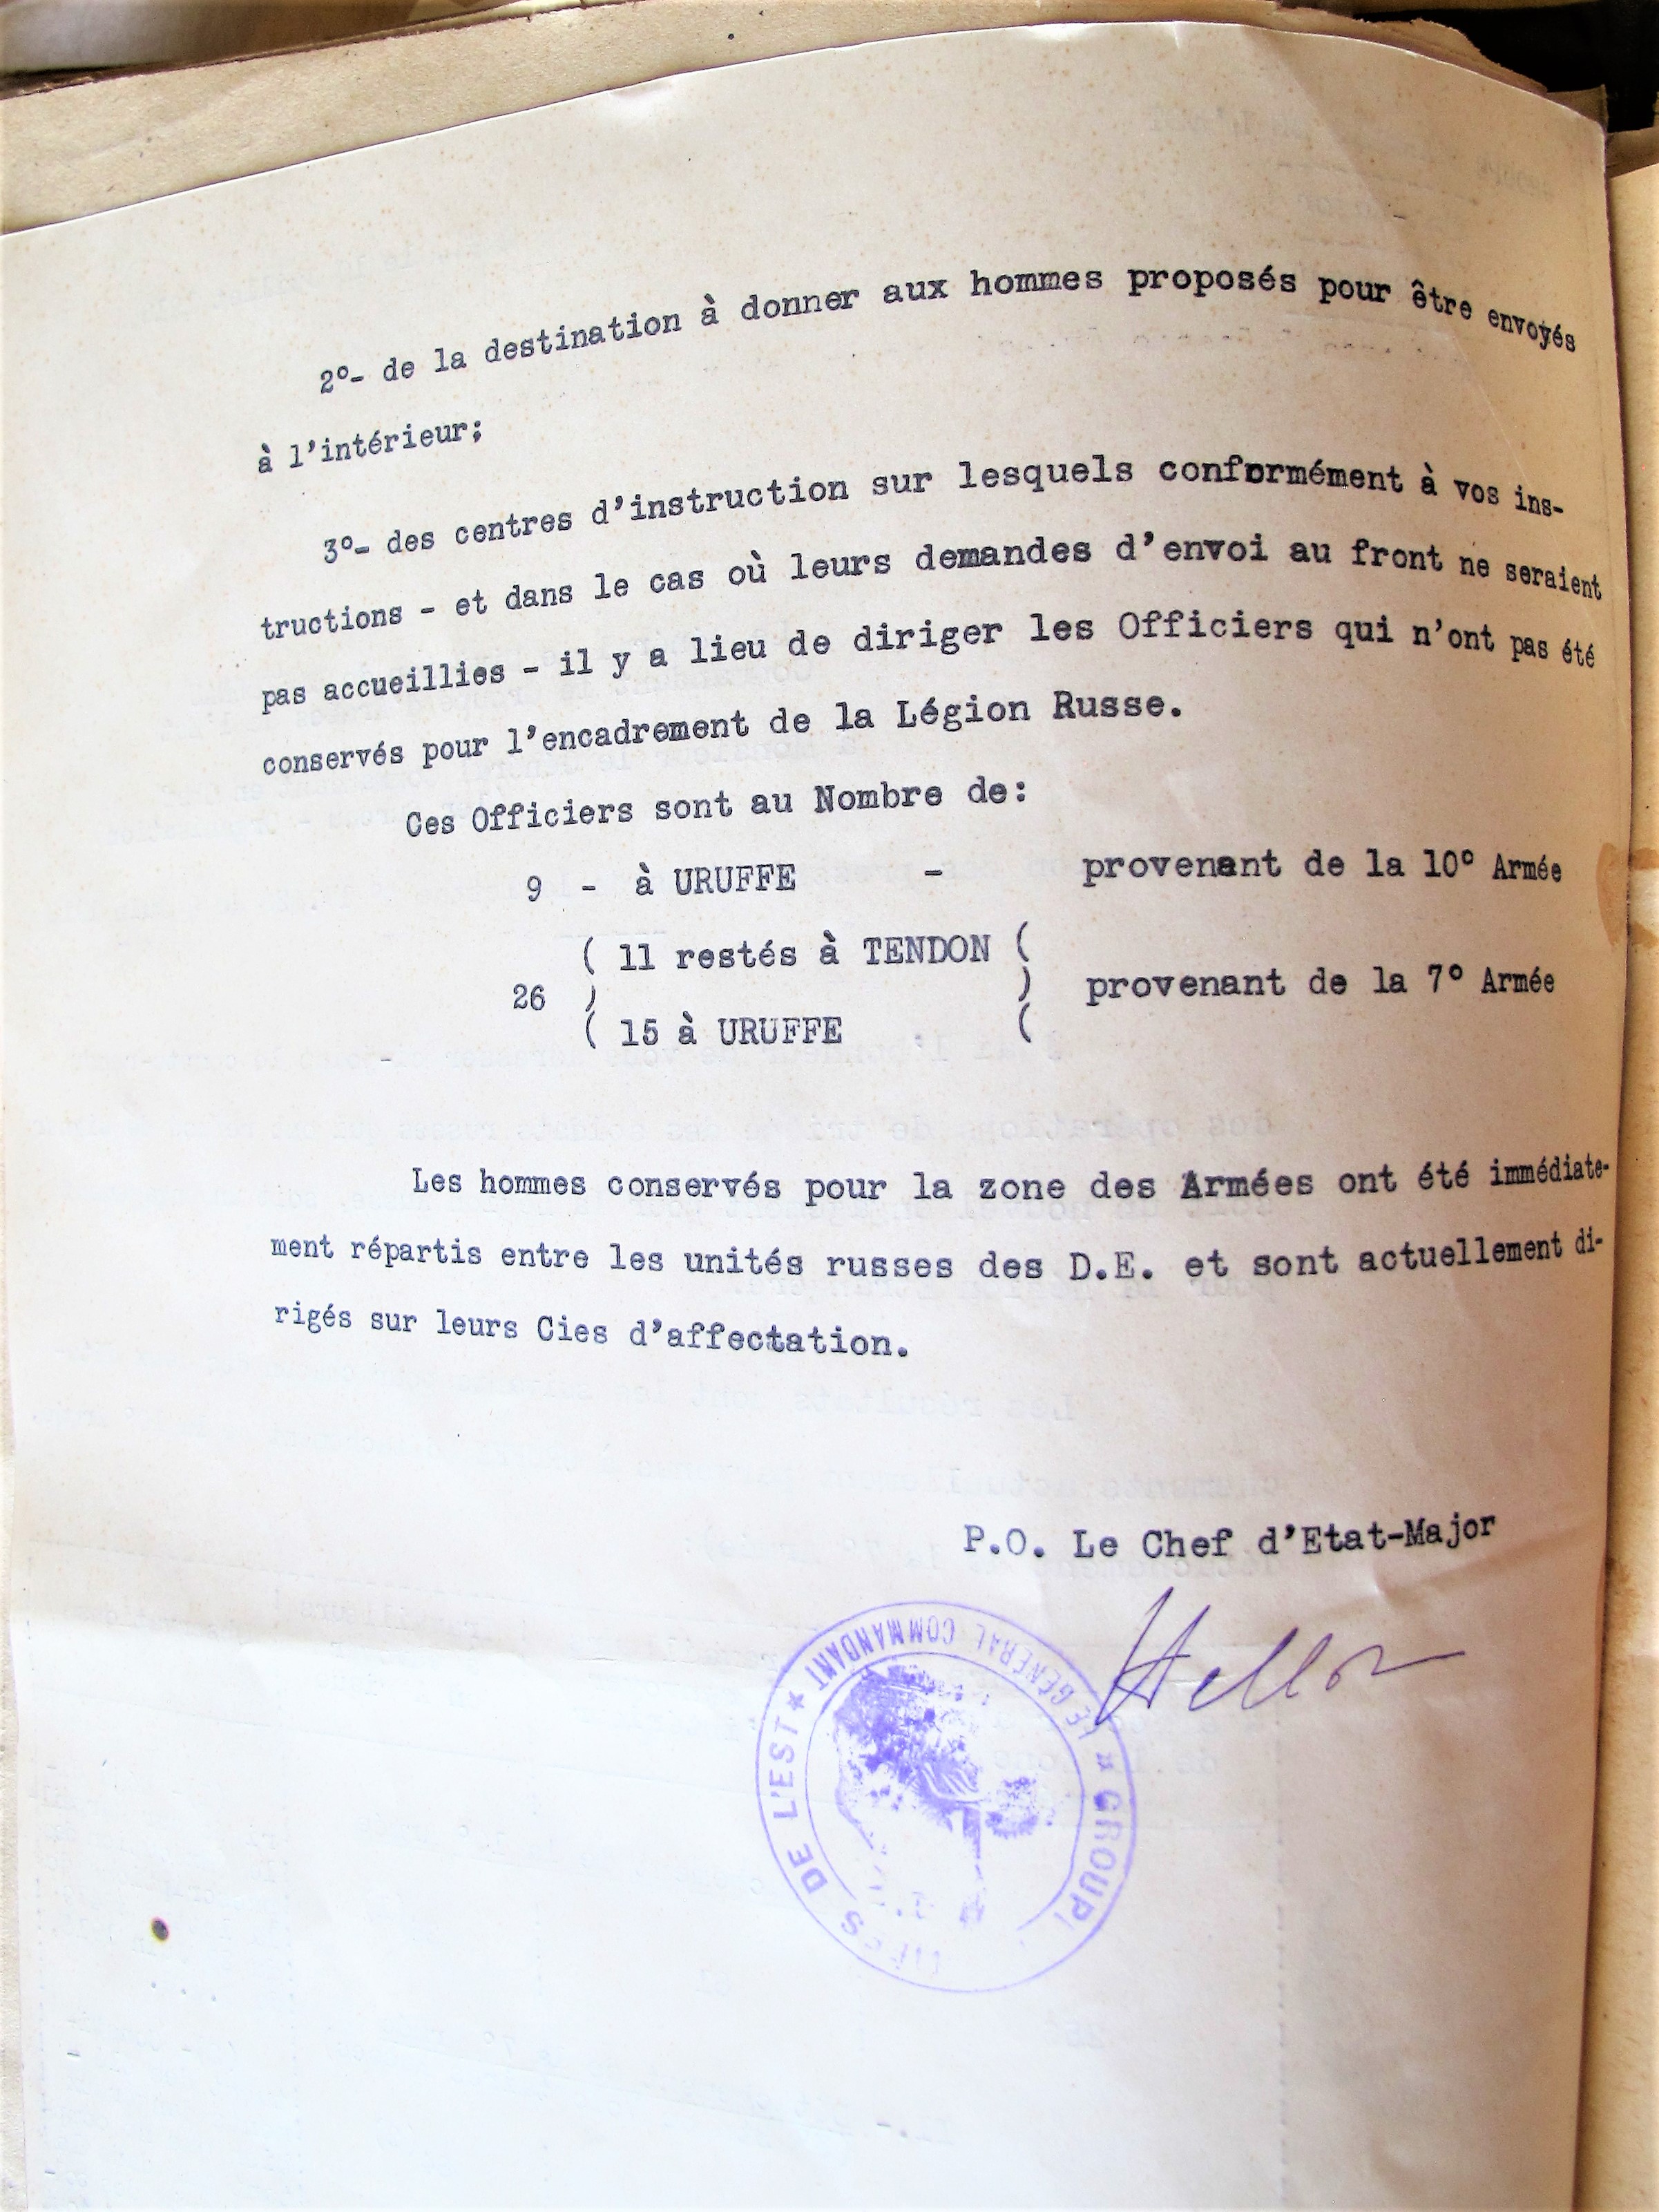 2°- de la destination à donner aux hommes proposés pour être envoyés
à l'intérieur;
3°- des centres d'instruction sur lesquels conformément à vos ins-
tructions - et dans le cas où leurs demandes d'envoi au front ne seraient
pas accueillies - il y a lieu de diriger les Officiers qui n'ont pas été
conservés pour l'encadrement de la Légion Russe.
Ces Officiers sont au Nombre de:
9 - à URUFFE - provenant de la 10° Armée
( 11 restés à TENDON (
26 ) ) provenant de la 7° Armée
( 15 à URUFFE (
Les hommes conservés pour la zone des Armées ont été immédiate-
ment répartis entre les unités russes des D.E. et sont actuellement di-
rigés sur leurs Cies d'affectation.
P.O. Le Chef d'Etat-Major
LE GÉNÉRAL COMMANDANT
DE L'EST